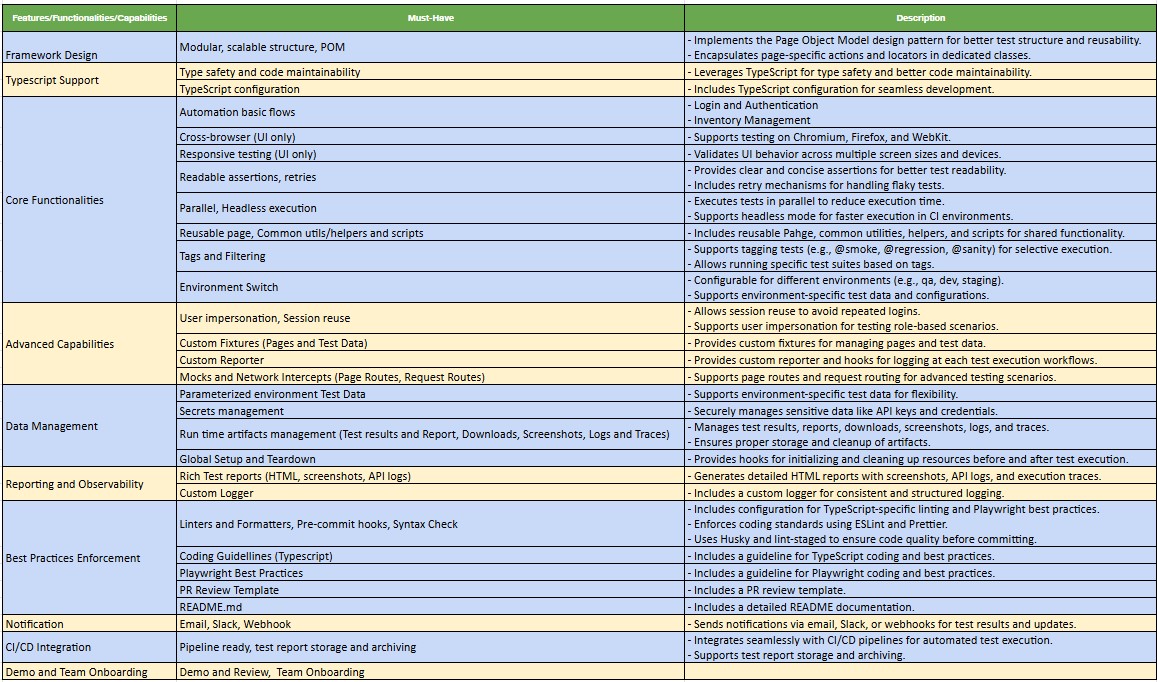 Features/Functionalities/Capabilities Must-Have Description
Framework Design
Modular, scalable structure, POM
- Implements the Page Object Model design pattern for better test structure and reusability.
- Encapsulates page-specific actions and locators in dedicated classes.
Typescript Support
Type safety and code maintainability
- Leverages TypeScript for type safety and better code maintainability.
TypeScript configuration
- Includes TypeScript configuration for seamless development.
Core Functionalities
Automation basic flows
- Login and Authentication
- Inventory Management
Cross-browser (UI only)
- Supports testing on Chromium, Firefox, and WebKit.
Responsive testing (UI only)
- Validates UI behavior across multiple screen sizes and devices.
Readable assertions, retries
- Provides clear and concise assertions for better test readability.
- Includes retry mechanisms for handling flaky tests.
Parallel, Headless execution
- Executes tests in parallel to reduce execution time.
- Supports headless mode for faster execution in CI environments.
Reusable page, Common utils/helpers and scripts
- Includes reusable Pahge, common utilities, helpers, and scripts for shared functionality.
Tags and Filtering
- Supports tagging tests (e.g., @smoke, @regression, @sanity) for selective execution.
- Allows running specific test suites based on tags.
Environment Switch
- Configurable for different environments (e.g., qa, dev, staging).
- Supports environment-specific test data and configurations.
Advanced Capabilities
User impersonation, Session reuse
- Allows session reuse to avoid repeated logins.
- Supports user impersonation for testing role-based scenarios.
Custom Fixtures (Pages and Test Data)
- Provides custom fixtures for managing pages and test data.
Custom Reporter
- Provides custom reporter and hooks for logging at each test execution workflows.
Mocks and Network Intercepts (Page Routes, Request Routes)
- Supports page routes and request routing for advanced testing scenarios.
Data Management
Parameterized environment Test Data
- Supports environment-specific test data for flexibility.
Secrets management
- Securely manages sensitive data like API keys and credentials.
Run time artifacts management (Test results and Report, Downloads, Screenshots, Logs and Traces)
- Manages test results, reports, downloads, screenshots, logs, and traces.
- Ensures proper storage and cleanup of artifacts.
Global Setup and Teardown
- Provides hooks for initializing and cleaning up resources before and after test execution.
Reporting and Observability
Rich Test reports (HTML, screenshots, API logs)
- Generates detailed HTML reports with screenshots, API logs, and execution traces.
Custom Logger
- Includes a custom logger for consistent and structured logging.
Best Practices Enforcement
Linters and Formatters, Pre-commit hooks, Syntax Check
- Includes configuration for TypeScript-specific linting and Playwright best practices.
- Enforces coding standards using ESLint and Prettier.
- Uses Husky and lint-staged to ensure code quality before committing.
Coding Guidellines (Typescript)
- Includes a guideline for TypeScript coding and best practices.
Playwright Best Practices
- Includes a guideline for Playwright coding and best practices.
PR Review Template
- Includes a PR review template.
README.md
- Includes a detailed README documentation.
Notification
Email, Slack, Webhook
- Sends notifications via email, Slack, or webhooks for test results and updates.
CI/CD Integration
Pipeline ready, test report storage and archiving
- Integrates seamlessly with CI/CD pipelines for automated test execution.
- Supports test report storage and archiving.
Demo and Team Onboarding
Demo and Review, Team Onboarding